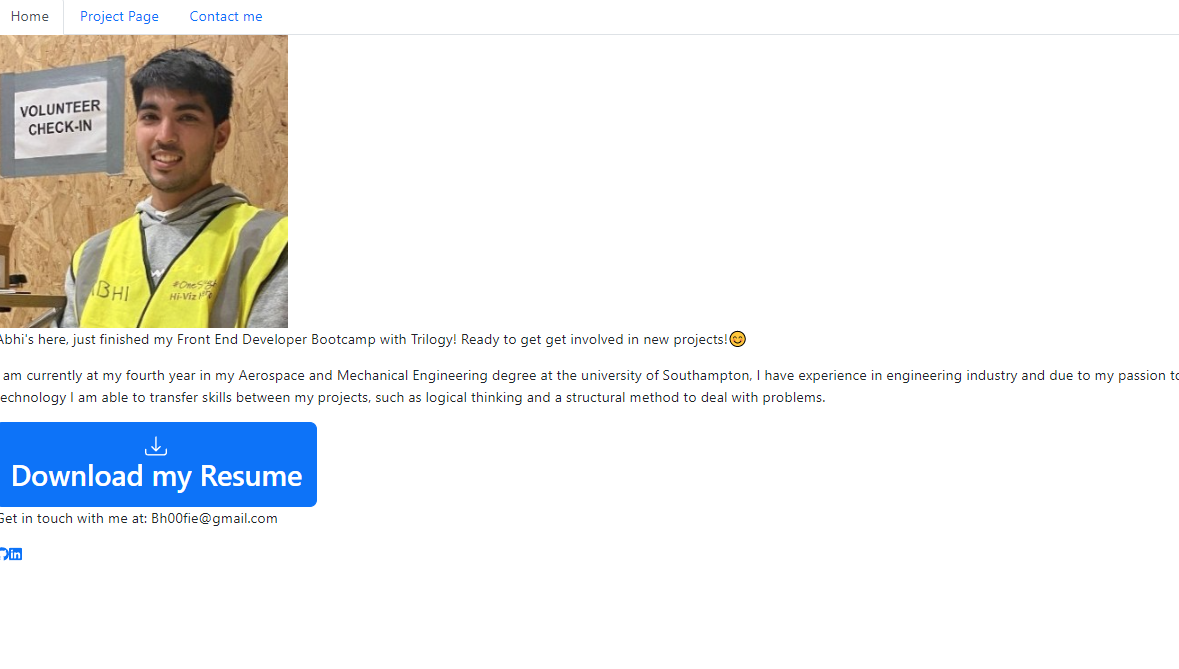 Home Project Page Contact me
VOLUNTEER
CHECK-IN
ABHI
Hi-Viz
Abhi's here, just finished my Front End Developer Bootcamp with Trilogy! Ready to get get involved in new projects!😊
am currently at my fourth year in my Aerospace and Mechanical Engineering degree at the university of Southampton, I have experience in engineering industry and due to my passion to
technology I am able to transfer skills between my projects, such as logical thinking and a structural method to deal with problems.
Download my Resume
Get in touch with me at: Bh00fie@gmail.com
in